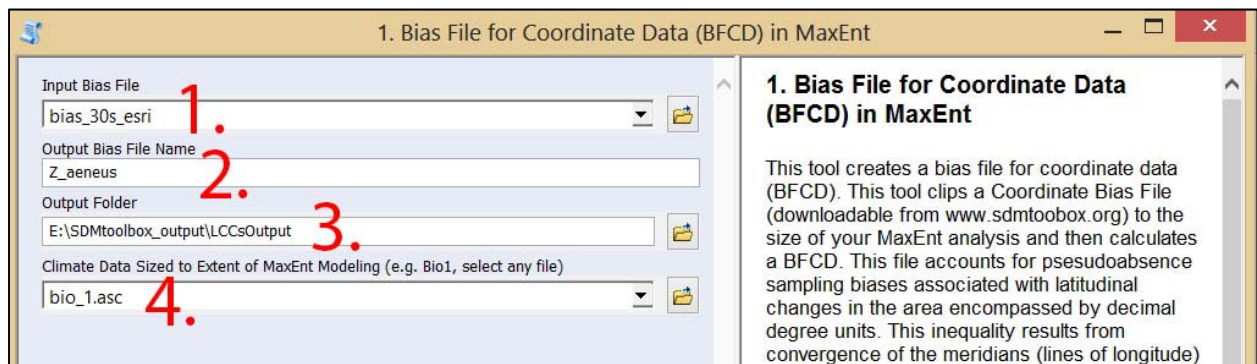 1. Bias File for Coordinate Data (BFCD) in MaxEnt
Input Bias File
1.
bias_30s_esri
Output Bias File Name
2.
Z_aeneus
Output Folder
3.
E:\SDMtoolbox_output\LCCsOutput
Climate Data Sized to Extent of MaxEnt Modeling (e.g. Bio1, select any file)
4.
bio_1.asc
1. Bias File for Coordinate Data
(BFCD) in MaxEnt
This tool creates a bias file for coordinate data
(BFCD). This tool clips a Coordinate Bias File
(downloadable from www.sdmtoobox.org) to the
size of your MaxEnt analysis and then calculates
a BFCD. This file accounts for psesudoabsence
sampling biases associated with latitudinal
changes in the area encompassed by decimal
degree units. This inequality results from
convergence of the meridians (lines of longitude)